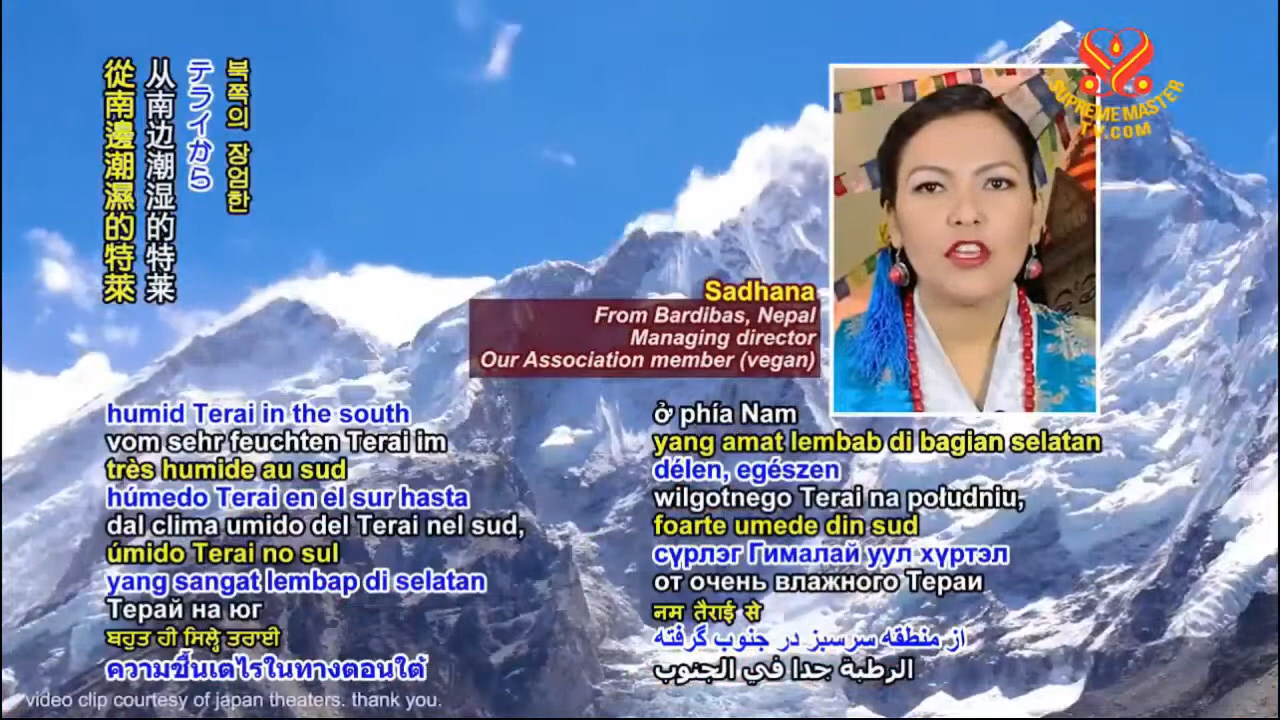 從南邊潮濕的特萊
从南边潮湿的特莱
テライから
북쪽의 장엄한
SUPREME MASTER
TV.COM
Sadhana
From Bardibas, Nepal
Managing director
Our Association member (vegan)
humid Terai in the south
vom sehr feuchten Terai im
très humide au sud
húmedo Terai en el sur hasta
dal clima umido del Terai nel sud,
úmido Terai no sul
yang sangat lembap di selatan
Терай на юг
ਬਹੁਤ ਹੀ ਸਿਲ੍ਹੇ ਤਰਾਈ
ความชื้นเตไรในทางตอนใต้
ở phía Nam
yang amat lembab di bagian selatan
délen, egészen
wilgotnego Terai na południu,
foarte umede din sud
сүрлэг Гималай уул хүртэл
от очень влажного Тераи
नम तैराई से
از منطقه سرسبز در جنوب گرفته
الرطبة جدا في الجنوب
video clip courtesy of japan theaters. thank you.